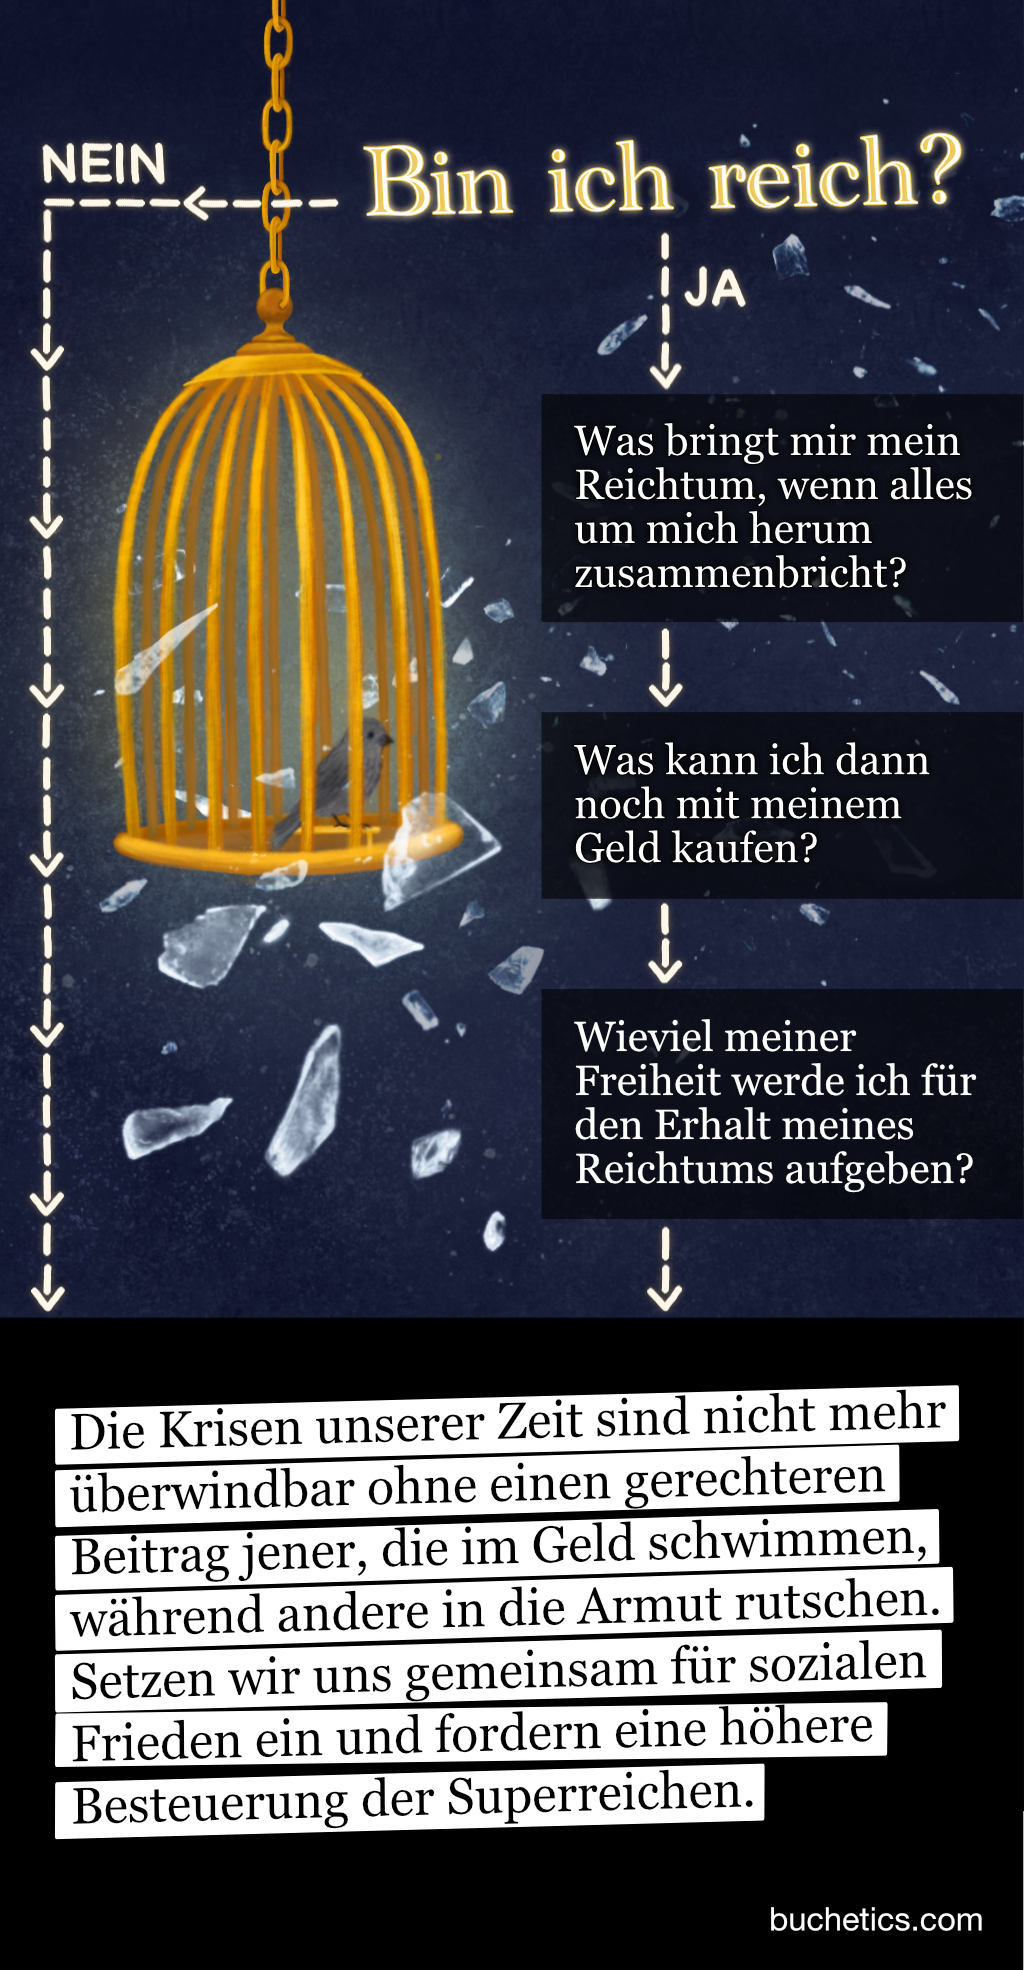 NEIN
Bin ich reich?
JA
Was bringt mir mein
Reichtum, wenn alles
um mich herum
zusammenbricht?
Was kann ich dann
noch mit meinem
Geld kaufen?
Wieviel meiner
Freiheit werde ich für
den Erhalt meines
Reichtums aufgeben?
Die Krisen unserer Zeit sind nicht mehr
überwindbar ohne einen gerechteren
Beitrag jener, die im Geld schwimmen,
während andere in die Armut rutschen.
Setzen wir uns gemeinsam für sozialen
Frieden ein und fordern eine höhere
Besteuerung der Superreichen.
buchetics.com